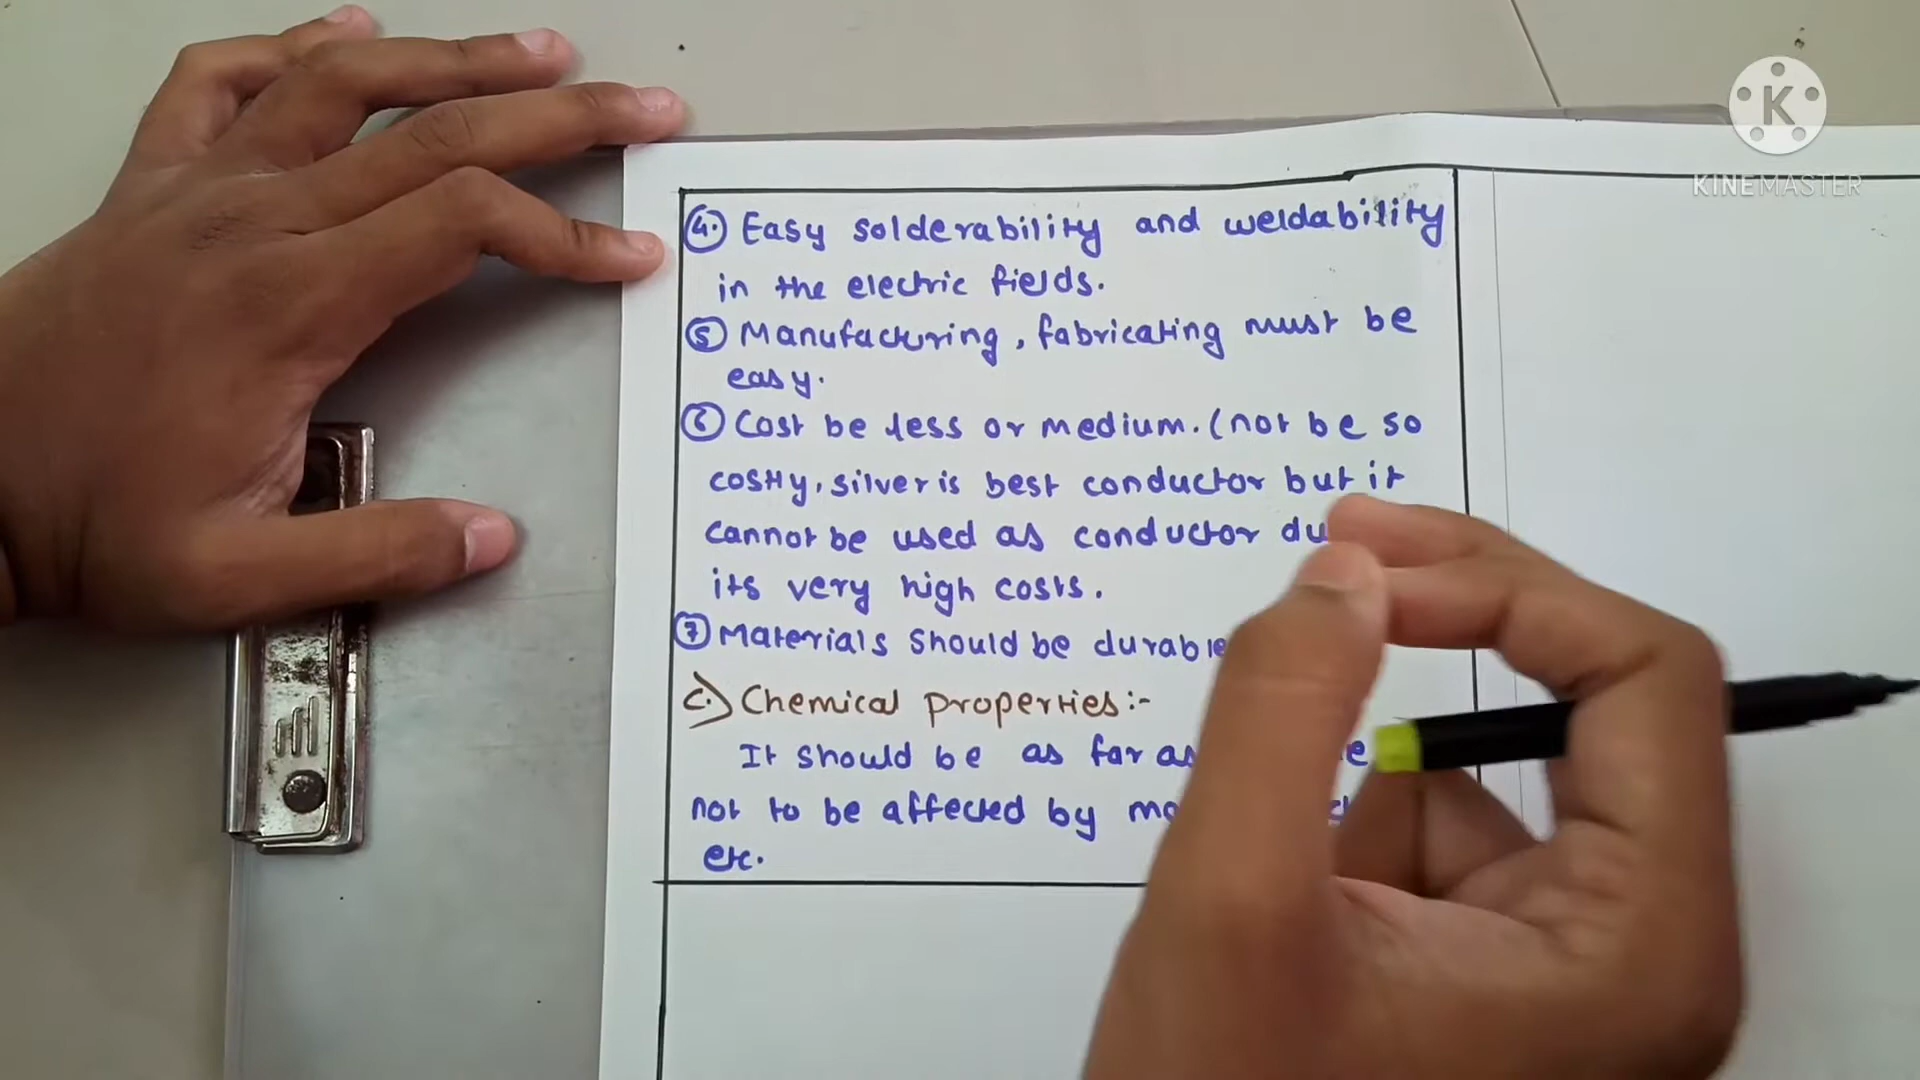 K
KINEMASTER
4. Easy solderability and weldability
in the electric fields.
5 Manufacturing, fabricating must be
easy.
6 Cost be less or medium. (not be so
costly, silver is best conductor but it
cannot be used as conductor
its very high costs.
7 Materials should be durable
C.) Chemical properties:-
It should be as far as
not to be affected by
etc.